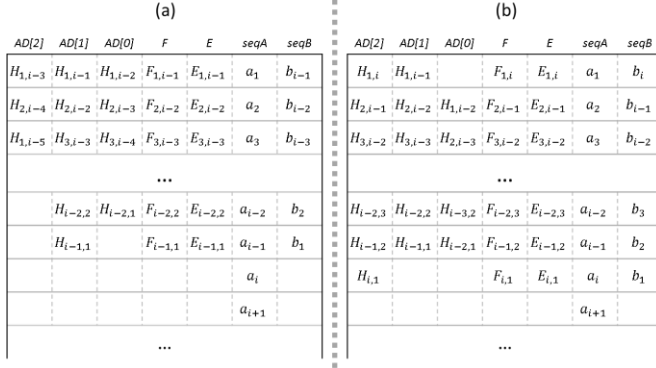 (a)
AD[2] AD[1] AD[0] F E seqA seqB
H1,i−3 H1,i−1 H1,i−2 F1,i−1 E1,i−1 a1 bi−1
H2,i−4 H2,i−2 H2,i−3 F2,i−2 E2,i−2 a2 bi−2
H1,i−5 H3,i−3 H3,i−4 F3,i−3 E3,i−3 a3 bi−3
...
Hi−2,2 Hi−2,1 Fi−2,2 Ei−2,2 ai−2 b2
Hi−1,1 Fi−1,1 Ei−1,1 ai−1 b1
ai
ai+1
...
(b)
AD[2] AD[1] AD[0] F E seqA seqB
H1,i H1,i−1 F1,i E1,i a1 bi
H2,i−1 H2,i−2 H1,i−2 F2,i−1 E2,i−1 a2 bi−1
H3,i−2 H3,i−3 H2,i−3 F3,i−2 E3,i−2 a3 bi−2
...
Hi−2,3 Hi−2,2 Hi−3,2 Fi−2,3 Ei−2,3 ai−2 b3
Hi−1,2 Hi−1,1 Hi−2,1 Fi−1,2 Ei−1,2 ai−1 b2
Hi,1 Fi,1 Ei,1 ai b1
ai+1
...